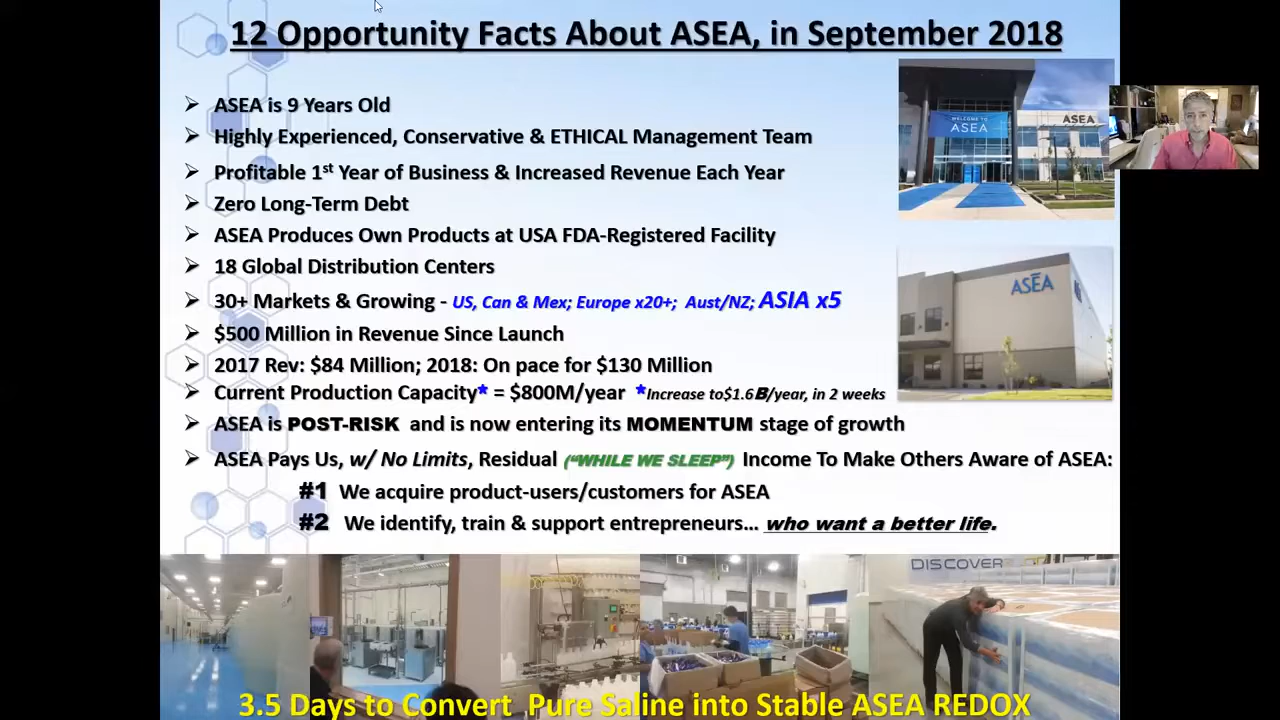 12 Opportunity Facts About ASEA, in September 2018
➢ ASEA is 9 Years Old
➢ Highly Experienced, Conservative & ETHICAL Management Team
➢ Profitable 1st Year of Business & Increased Revenue Each Year
➢ Zero Long-Term Debt
➢ ASEA Produces Own Products at USA FDA-Registered Facility
➢ 18 Global Distribution Centers
➢ 30+ Markets & Growing - US, Can & Mex; Europe x20+; Aust/NZ; ASIA x5
➢ $500 Million in Revenue Since Launch
➢ 2017 Rev: $84 Million; 2018: On pace for $130 Million
➢ Current Production Capacity* = $800M/year *Increase to$1.6B/year, in 2 weeks
➢ ASEA is POST-RISK and is now entering its MOMENTUM stage of growth
➢ ASEA Pays Us, w/ No Limits, Residual ("WHILE WE SLEEP") Income To Make Others Aware of ASEA:
#1 We acquire product-users/customers for ASEA
#2 We identify, train & support entrepreneurs… who want a better life.
WELCOME TO
ASEA
ASEA
ASEA
DISCOVER
3.5 Days to Convert Pure Saline into Stable ASEA REDOX